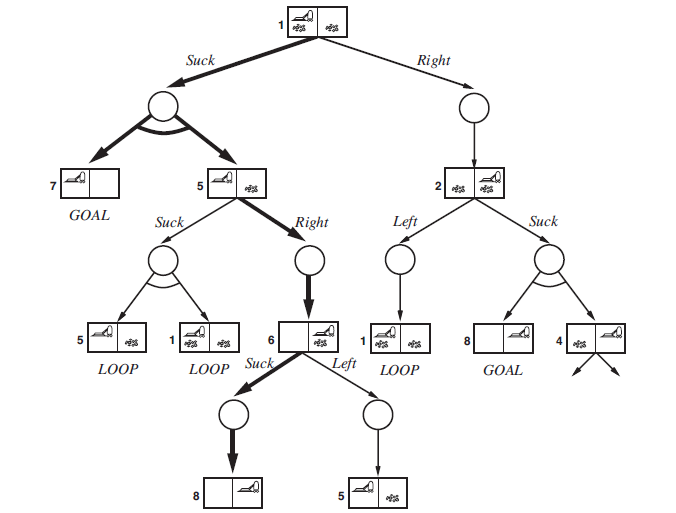 1
Suck Right
7 5 2
GOAL
Suck Right Left Suck
5 1 6 1 8 4
LOOP LOOP Suck Left LOOP GOAL
8 5